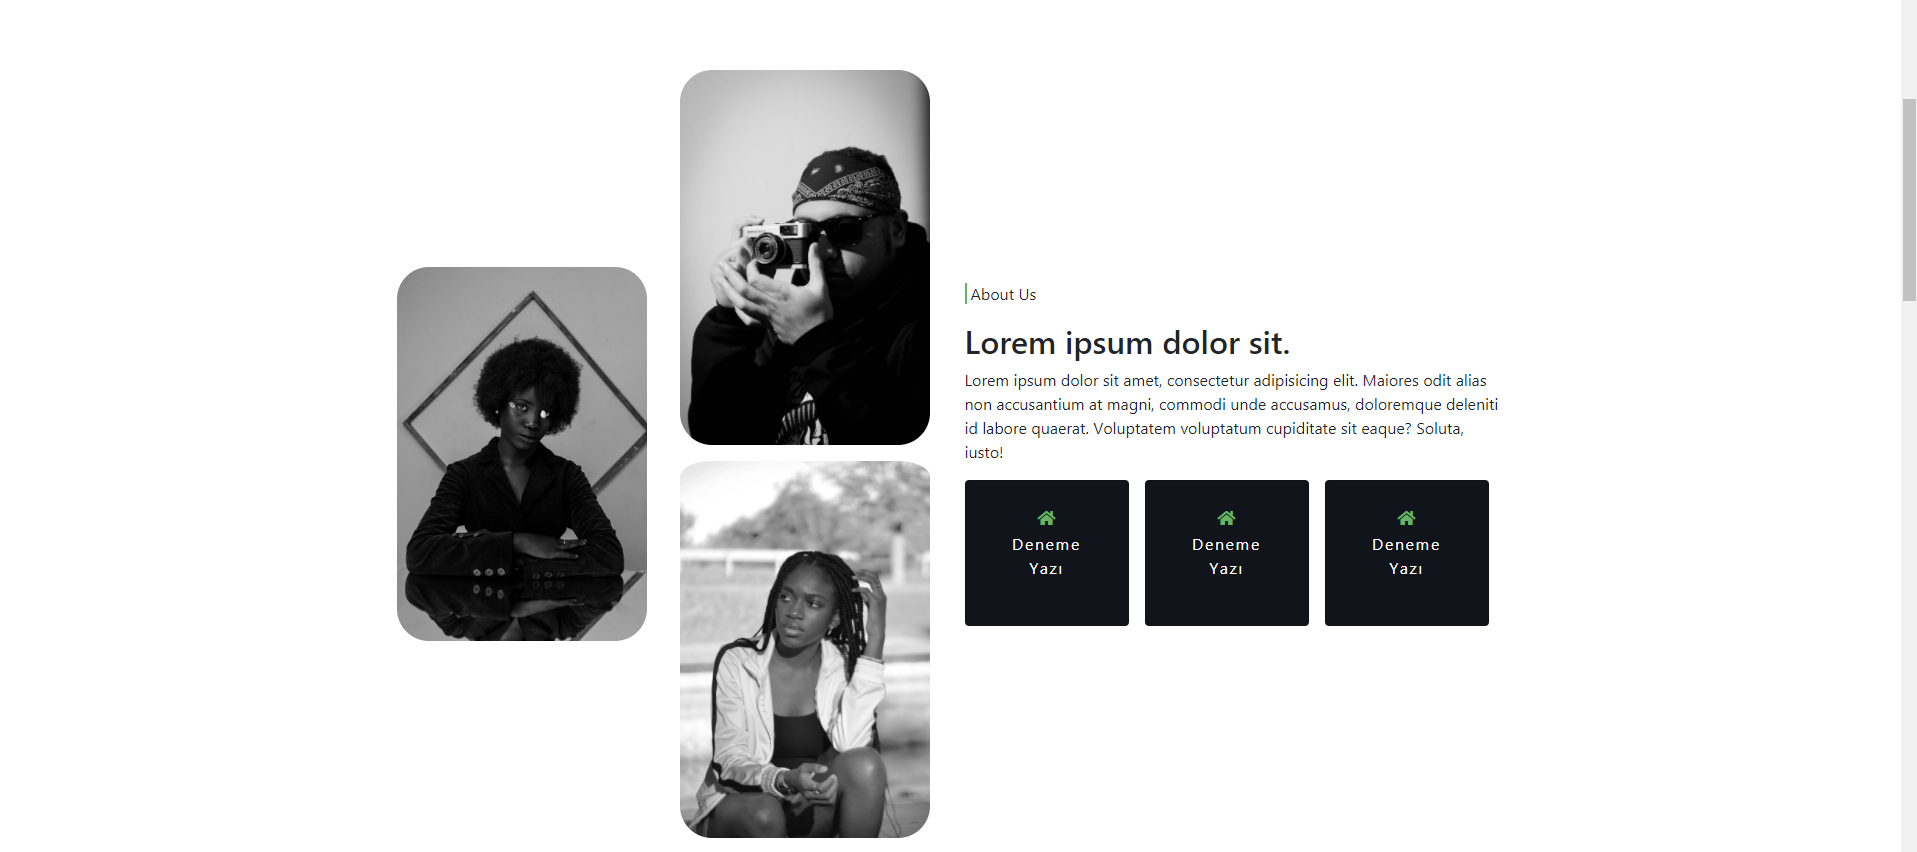 About Us
Lorem ipsum dolor sit.
Lorem ipsum dolor sit amet, consectetur adipisicing elit. Maiores odit alias
non accusantium at magni, commodi unde accusamus, doloremque deleniti
id labore quaerat. Voluptatem voluptatum cupiditate sit eaque? Soluta,
iusto!
Deneme
Yazı
Deneme
Yazı
Deneme
Yazı